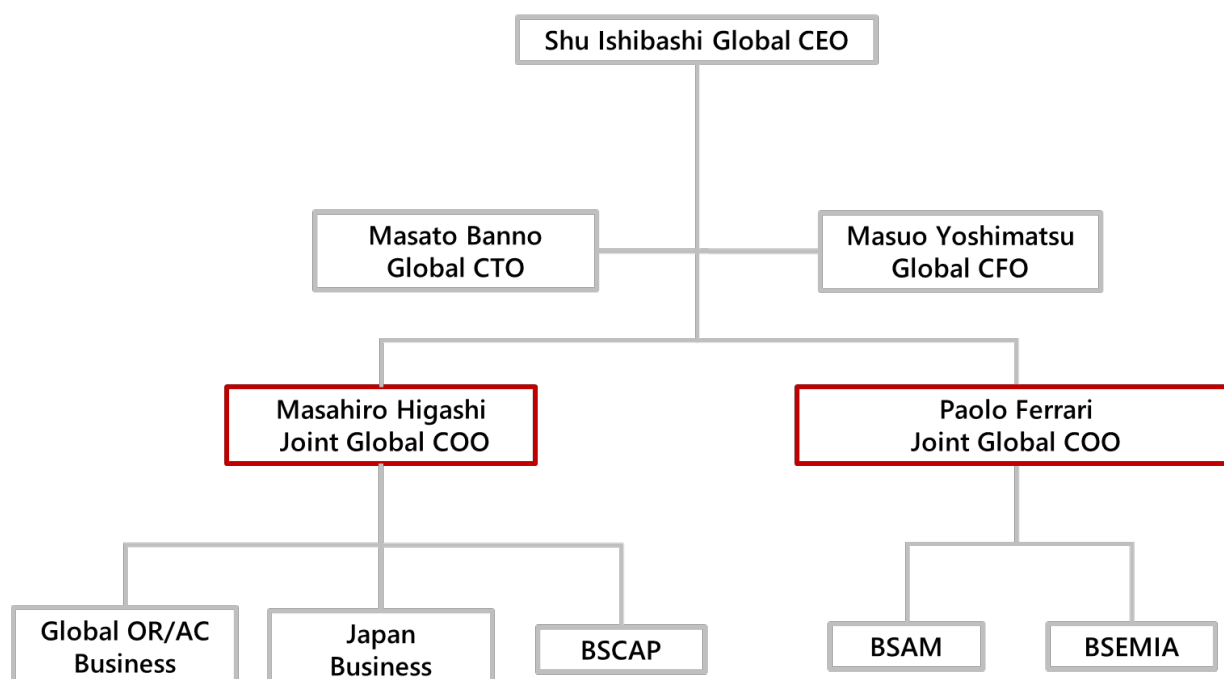 Shu Ishibashi Global CEO
Masato Banno
Global CTO
Masuo Yoshimatsu
Global CFO
Masahiro Higashi
Joint Global COO
Paolo Ferrari
Joint Global COO
Global OR/AC
Business
Japan
Business
BSCAP
BSAM
BSEMIA